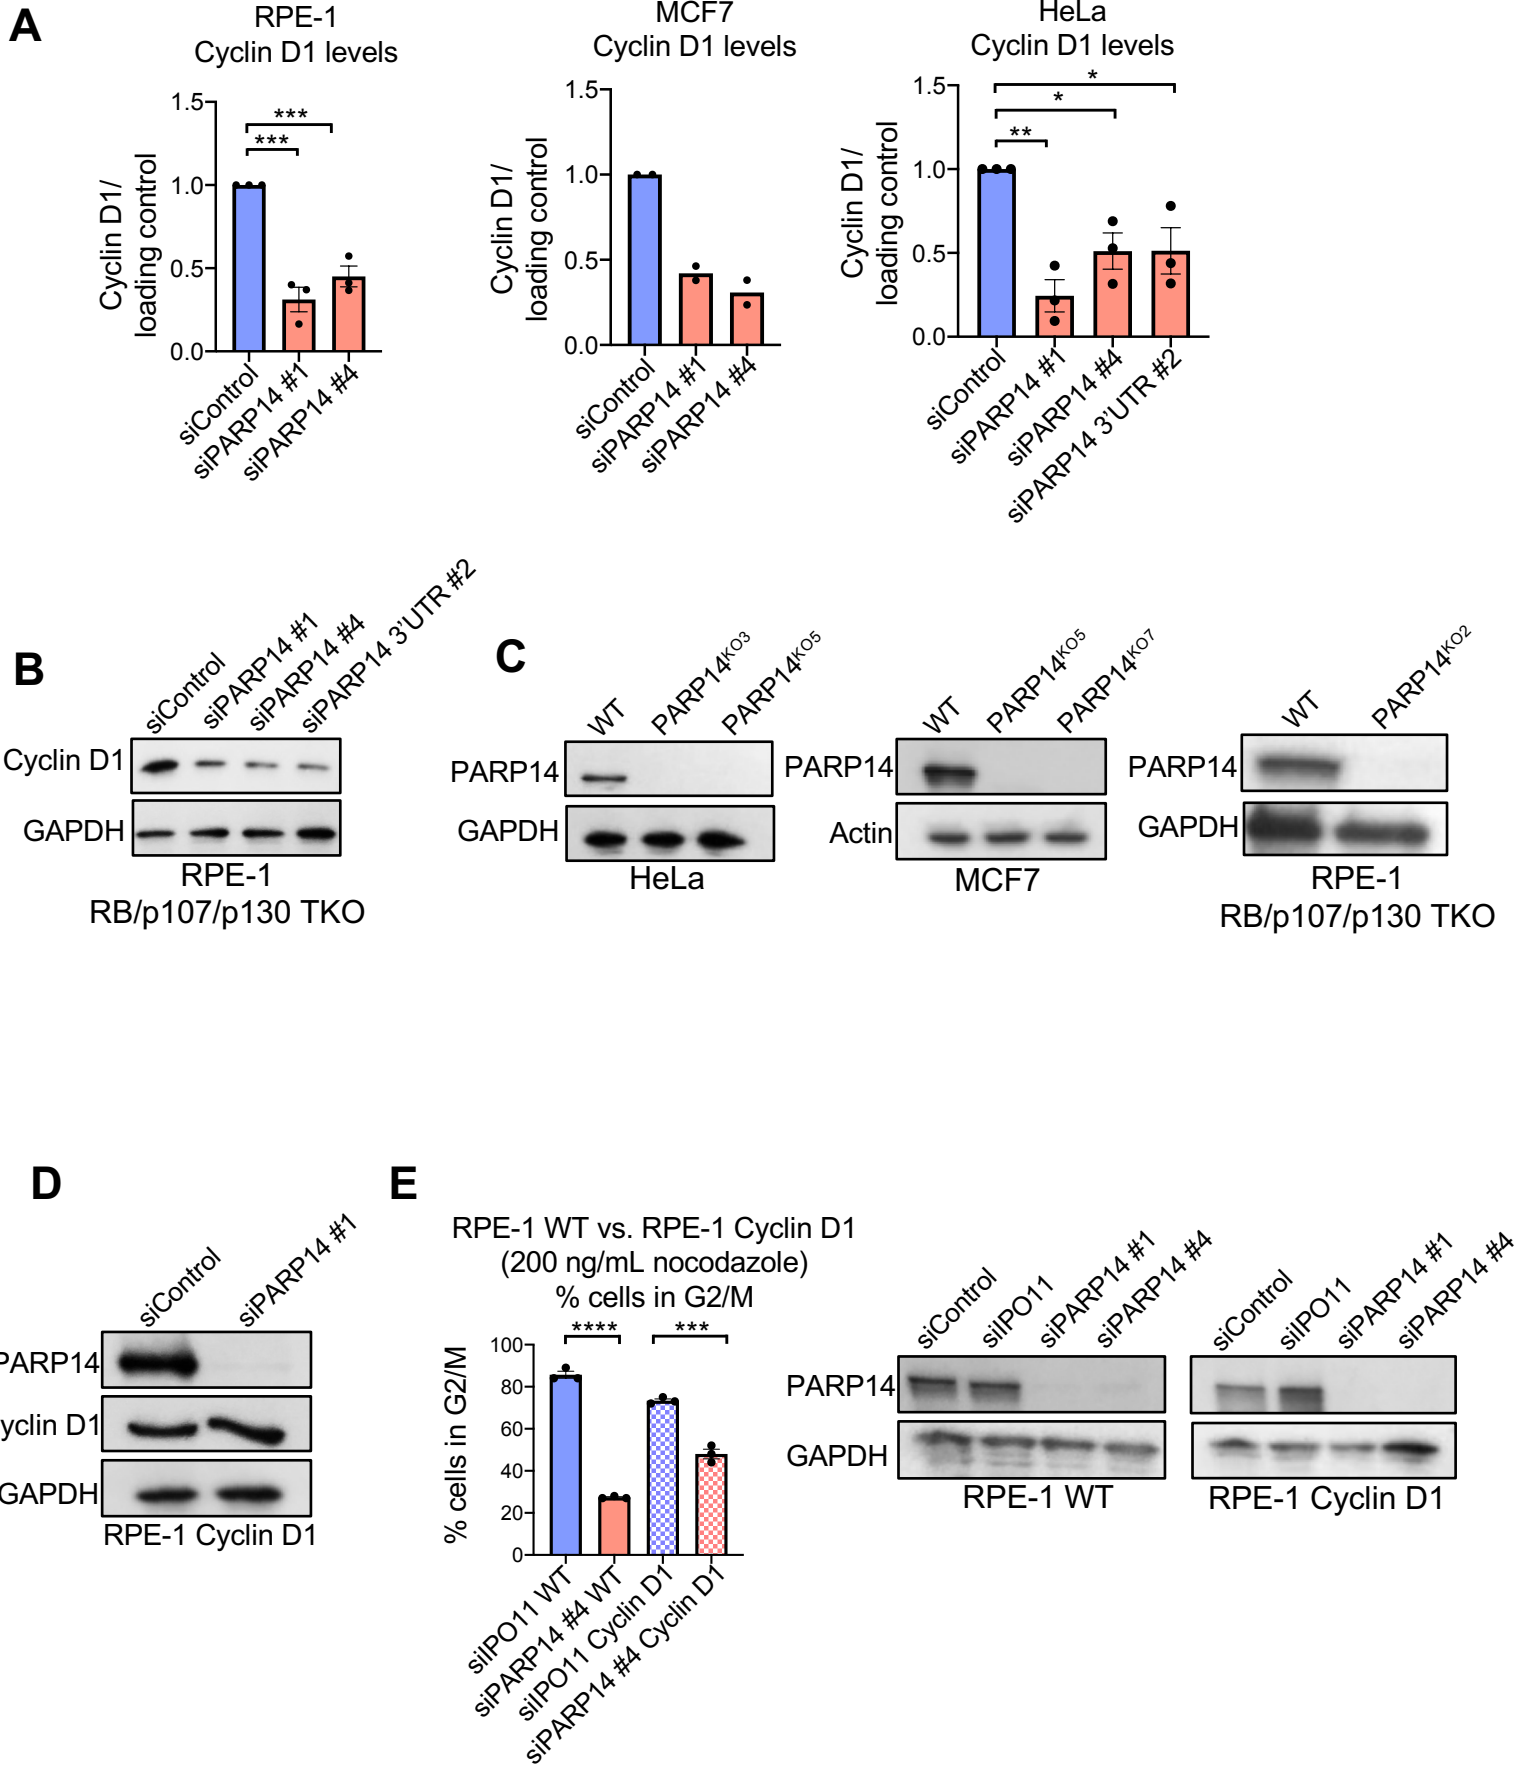 A
RPE-1
Cyclin D1 levels
Cyclin D1/
loading control
1.5
1.0
0.5
0.0
***
***
siControl
siPARP14 #1
siPARP14 #4
MCF7
Cyclin D1 levels
Cyclin D1/
loading control
1.5
1.0
0.5
0.0
siControl
siPARP14 #1
siPARP14 #4
HeLa
Cyclin D1 levels
Cyclin D1/
loading control
1.5
1.0
0.5
0.0
*
*
**
siControl
siPARP14 #1
siPARP14 #4
siPARP14 3'UTR #2
B
siControl
siPARP14 #1
siPARP14 #4
siPARP14 3'UTR #2
Cyclin D1
GAPDH
RPE-1
RB/p107/p130 TKO
C
WT
PARP14KO3
PARP14KO5
PARP14
GAPDH
HeLa
WT
PARP14KO5
PARP14KO7
PARP14
Actin
MCF7
WT
PARP14KO2
PARP14
GAPDH
RPE-1
RB/p107/p130 TKO
D
siControl
siPARP14 #1
PARP14
yclin D1
GAPDH
RPE-1 Cyclin D1
E
RPE-1 WT vs. RPE-1 Cyclin D1
(200 ng/mL nocodazole)
% cells in G2/M
% cells in G2/M
100
80
60
40
20
0
****
***
siIPO11 WT
siPARP14 #4 WT
siIPO11 Cyclin D1
siPARP14 #4 Cyclin D1
siControl
siIPO11
siPARP14 #1
siPARP14 #4
PARP14
GAPDH
RPE-1 WT
siControl
siIPO11
siPARP14 #1
siPARP14 #4
RPE-1 Cyclin D1